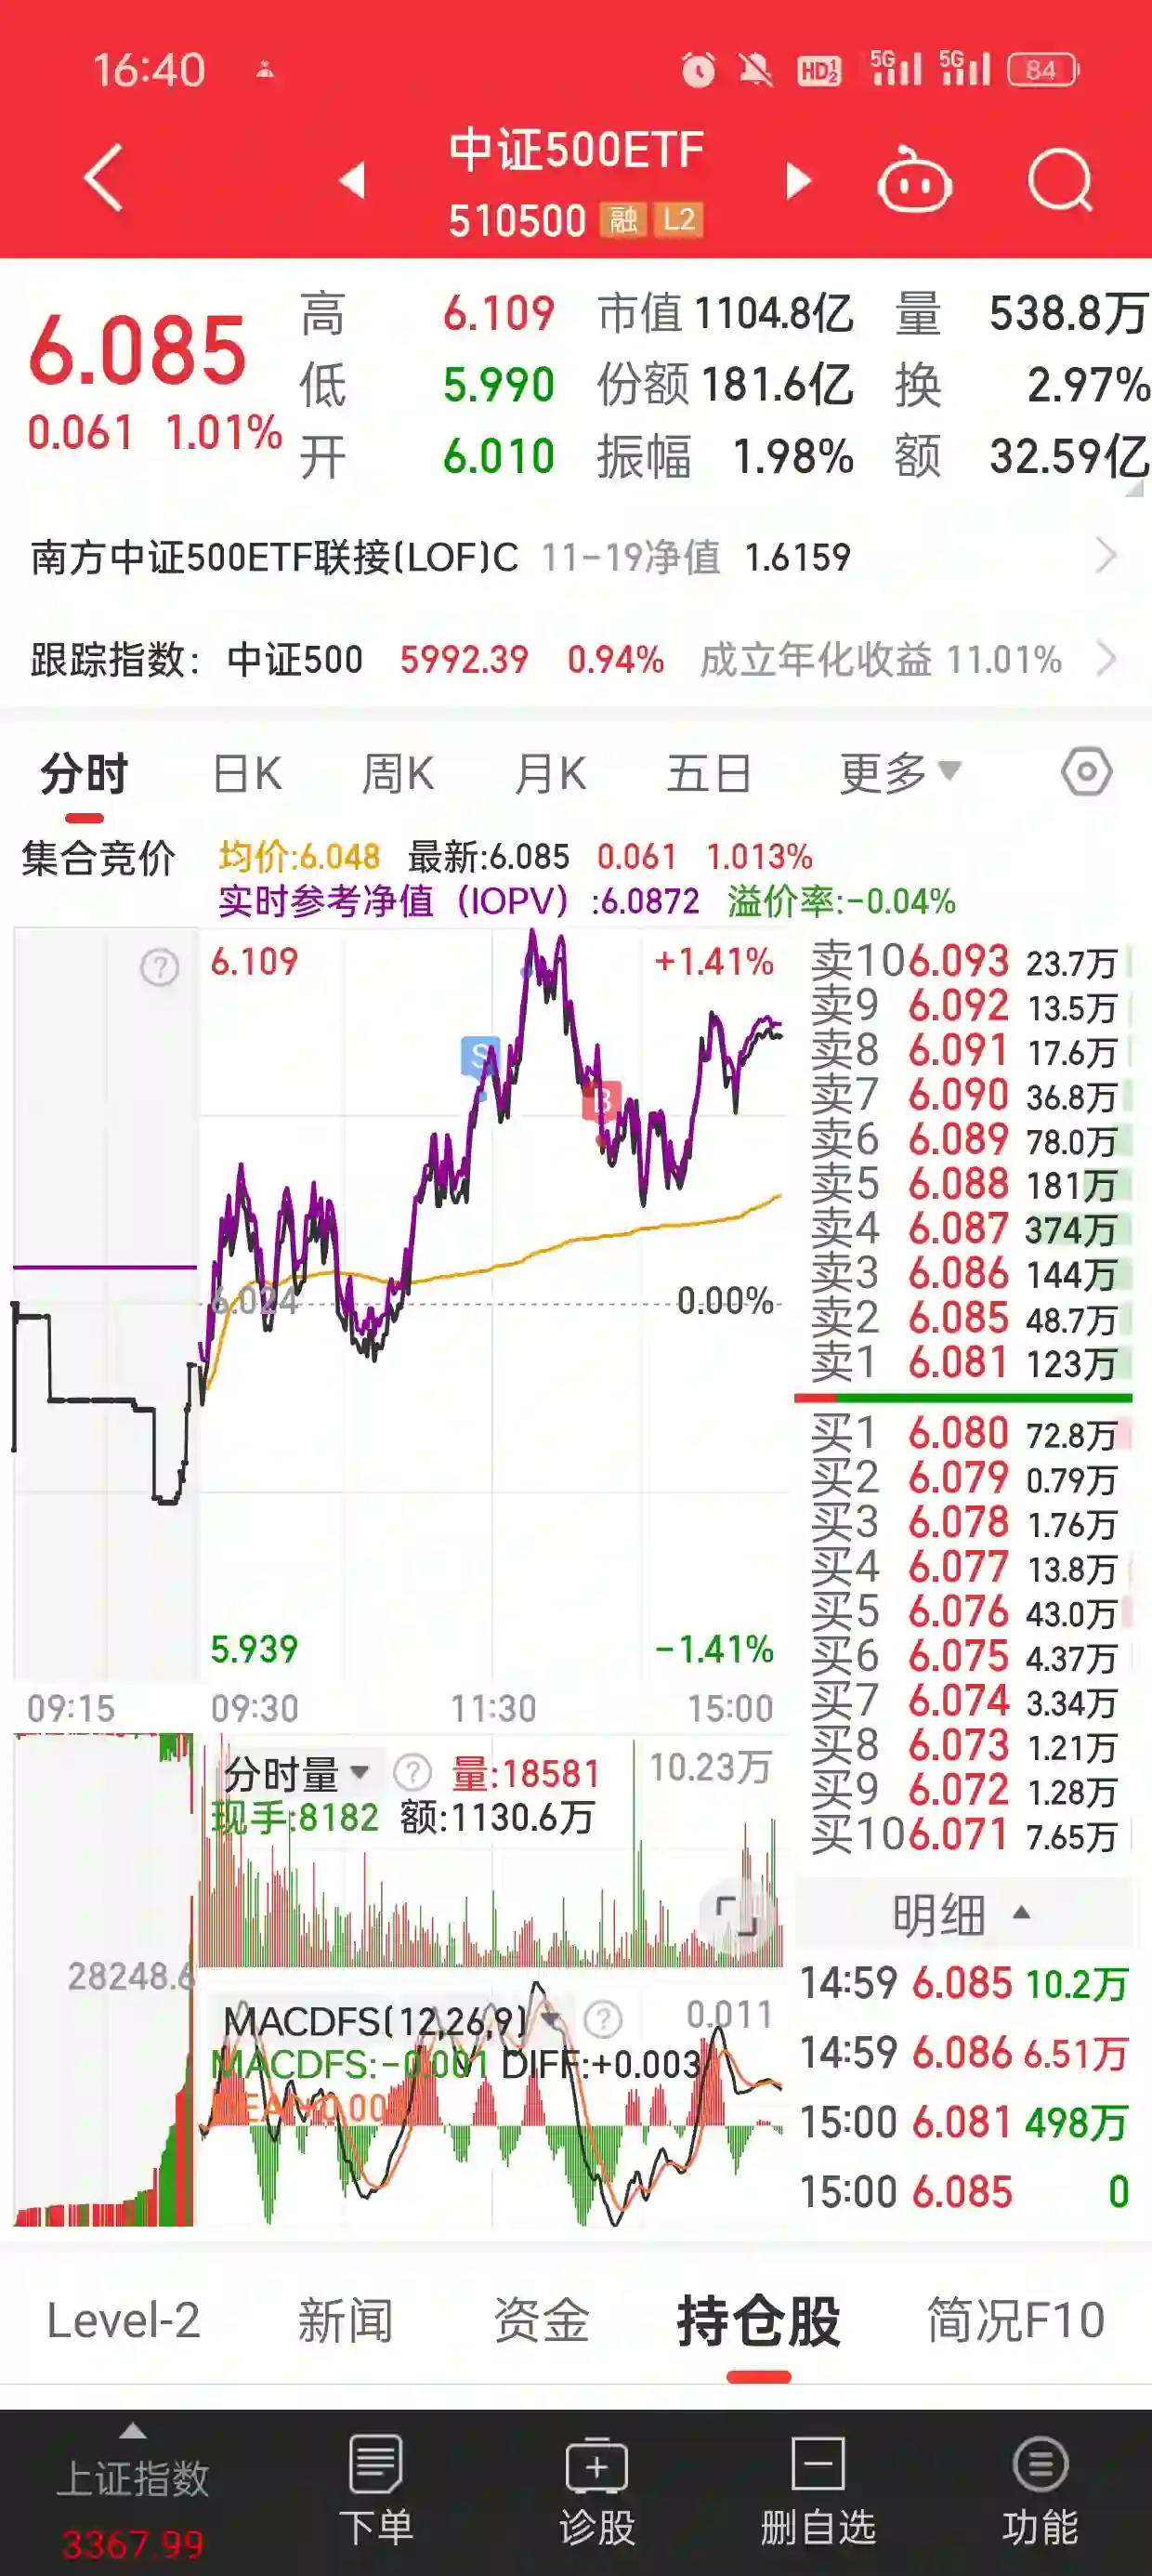 16:40 HD 1 2 5G 5G 84
中证500ETF
510500 融 L2
6.085
0.061 1.01%
高 6.109 市值 1104.8亿 量 538.8万
低 5.990 份额 181.6亿 换 2.97%
开 6.010 振幅 1.98% 额 32.59亿
南方中证500ETF联接(LOF)C 11-19净值 1.6159
跟踪指数: 中证500 5992.39 0.94% 成立年化收益 11.01%
分时 日K 周K 月K 五日 更多
集合竞价 均价:6.048 最新:6.085 0.061 1.013%
实时参考净值（IOPV）:6.0872 溢价率:-0.04%
6.109 +1.41%
S
B
6.024 0.00%
5.939 -1.41%
09:15 09:30 11:30 15:00
分时量 ? 量:18581 10.23万
现手:8182 额:1130.6万
28248.6
MACDFS(12,26,9) ? 0.011
MACDFS:-0.001 DIFF:+0.003
卖10 6.093 23.7万
卖9 6.092 13.5万
卖8 6.091 17.6万
卖7 6.090 36.8万
卖6 6.089 78.0万
卖5 6.088 181万
卖4 6.087 374万
卖3 6.086 144万
卖2 6.085 48.7万
卖1 6.081 123万
买1 6.080 72.8万
买2 6.079 0.79万
买3 6.078 1.76万
买4 6.077 13.8万
买5 6.076 43.0万
买6 6.075 4.37万
买7 6.074 3.34万
买8 6.073 1.21万
买9 6.072 1.28万
买10 6.071 7.65万
明细
14:59 6.085 10.2万
14:59 6.086 6.51万
15:00 6.081 498万
15:00 6.085 0
Level-2 新闻 资金 持仓股 简况F10
上证指数 下单 诊股 删自选 功能
3367.99